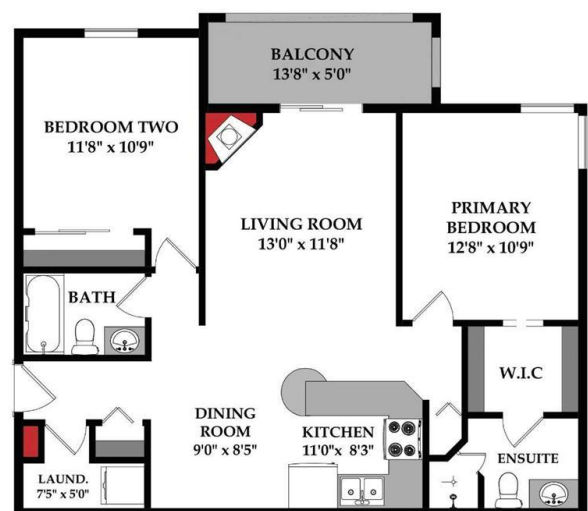 BALCONY
13'8" x 5'0"
BEDROOM TWO
11'8" x 10'9"
LIVING ROOM
13'0" x 11'8"
PRIMARY
BEDROOM
12'8" x 10'9"
BATH
W.I.C
DINING
ROOM
9'0" x 8'5"
KITCHEN
11'0"x 8'3"
ENSUITE
LAUND.
7'5" x 5'0"